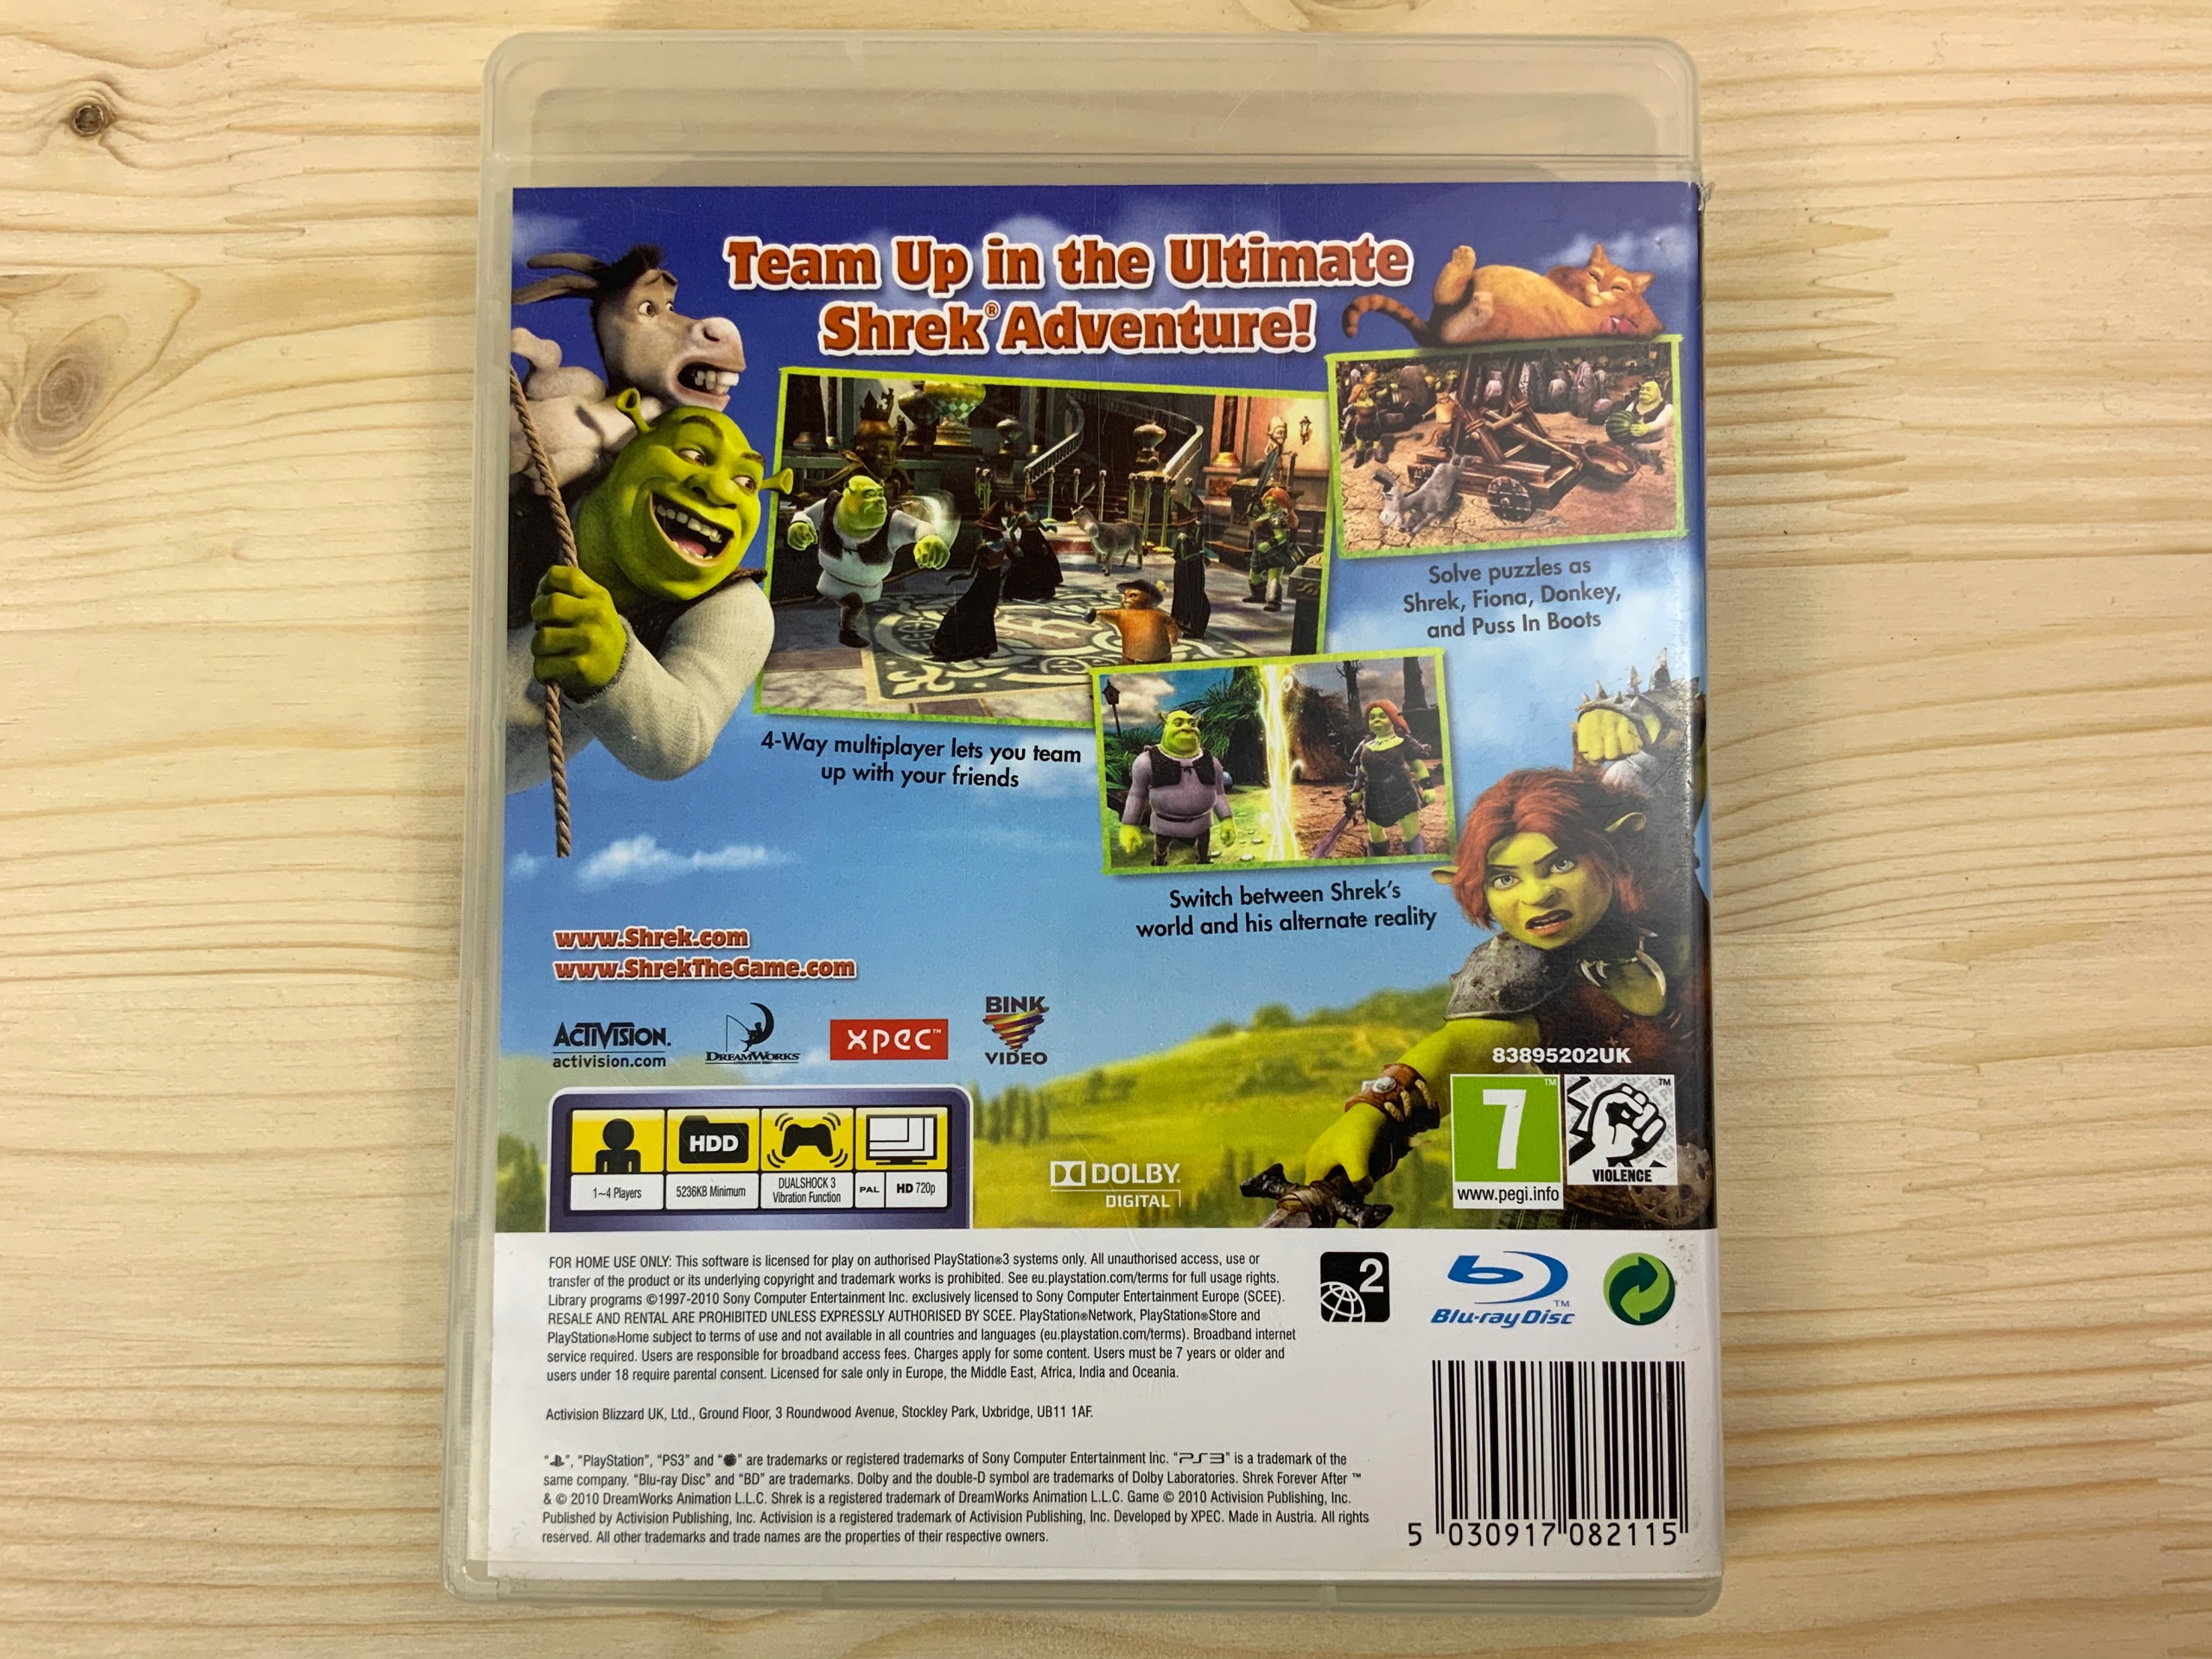 Team Up in the Ultimate
Shrek® Adventure!
Solve puzzles as
Shrek, Fiona, Donkey,
and Puss In Boots
4-Way multiplayer lets you team
up with your friends
Switch between Shrek's
world and his alternate reality
www.Shrek.com
www.ShrekTheGame.com
ACTIVISION.
activision.com
DREAMWORKS
xpec™
BINK
VIDEO
83895202UK
7™
www.pegi.info
VIOLENCE
HDD
1~4 Players
5236KB Minimum
DUALSHOCK 3
Vibration Function
PAL
HD 720p
DOLBY
DIGITAL
FOR HOME USE ONLY: This software is licensed for play on authorised PlayStation®3 systems only. All unauthorised access, use or
transfer of the product or its underlying copyright and trademark works is prohibited. See eu.playstation.com/terms for full usage rights.
Library programs ©1997-2010 Sony Computer Entertainment Inc. exclusively licensed to Sony Computer Entertainment Europe (SCEE).
RESALE AND RENTAL ARE PROHIBITED UNLESS EXPRESSLY AUTHORISED BY SCEE. PlayStation®Network, PlayStation®Store and
PlayStation®Home subject to terms of use and not available in all countries and languages (eu.playstation.com/terms). Broadband internet
service required. Users are responsible for broadband access fees. Charges apply for some content. Users must be 7 years or older and
users under 18 require parental consent. Licensed for sale only in Europe, the Middle East, Africa, India and Oceania.
2
Blu-ray Disc™
Activision Blizzard UK, Ltd., Ground Floor, 3 Roundwood Avenue, Stockley Park, Uxbridge, UB11 1AF.
"", "PlayStation", "PS3" and "" are trademarks or registered trademarks of Sony Computer Entertainment Inc. "PS3" is a trademark of the
same company. "Blu-ray Disc" and "BD" are trademarks. Dolby and the double-D symbol are trademarks of Dolby Laboratories. Shrek Forever After ™
& © 2010 DreamWorks Animation L.L.C. Shrek is a registered trademark of DreamWorks Animation L.L.C. Game © 2010 Activision Publishing, Inc.
Published by Activision Publishing, Inc. Activision is a registered trademark of Activision Publishing, Inc. Developed by XPEC. Made in Austria. All rights
reserved. All other trademarks and trade names are the properties of their respective owners.
5 030917 082115